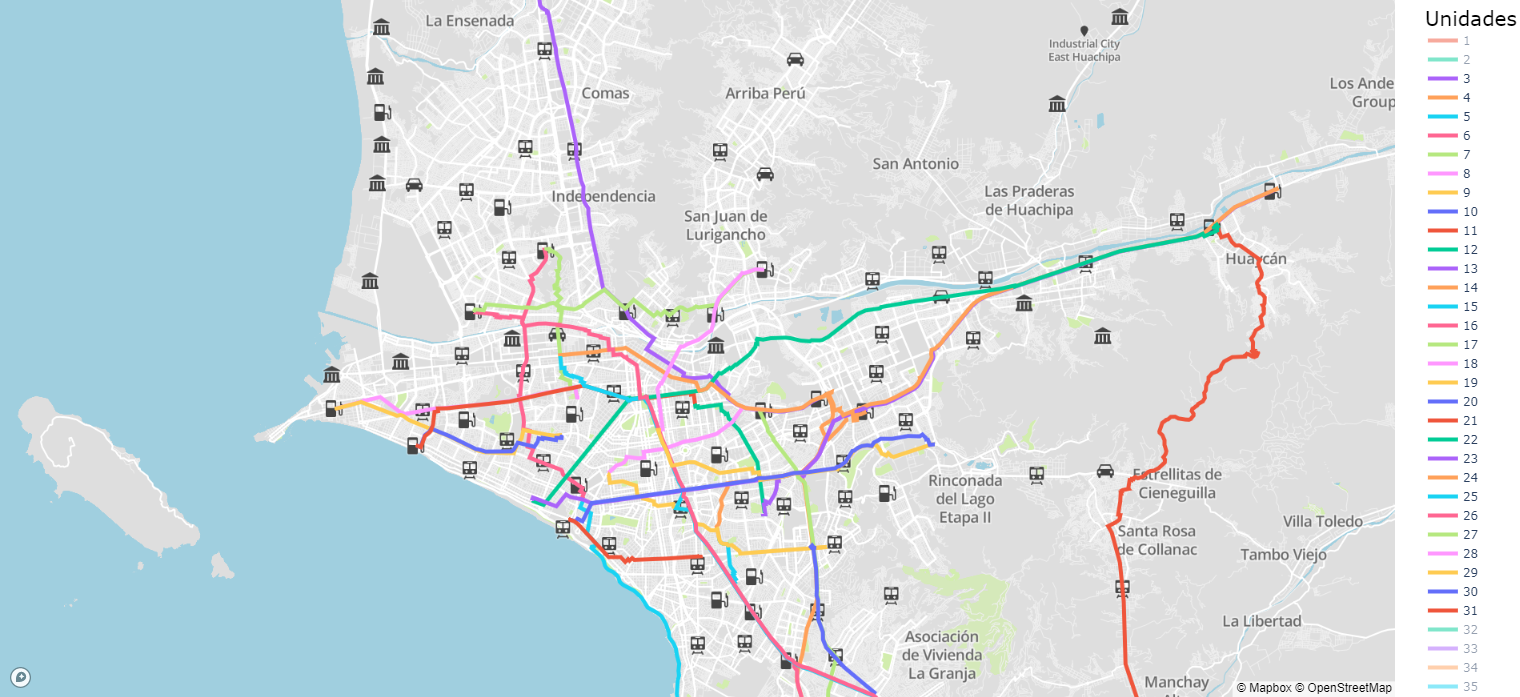 La Ensenada
Comas
Arriba Perú
Industrial City
East Huachipa
Los Ande
Group
San Antonio
Independencia
San Juan de
Lurigancho
Las Praderas
de Huachipa
Huaycán
Rinconada
del Lago
Etapa II
Estrellitas de
Cieneguilla
Santa Rosa
de Collanac
Villa Toledo
Tambo Viejo
La Libertad
Asociación
de Vivienda
La Granja
Manchay
© Mapbox © OpenStreetMap
Unidades
1
2
3
4
5
6
7
8
9
10
11
12
13
14
15
16
17
18
19
20
21
22
23
24
25
26
27
28
29
30
31
32
33
34
35